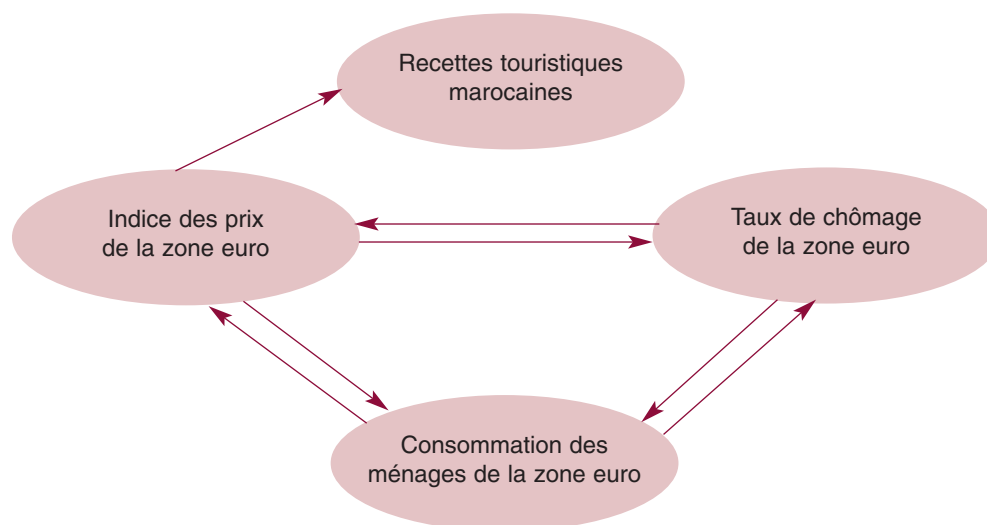 Recettes touristiques
marocaines
Indice des prix
de la zone euro
Taux de chômage
de la zone euro
Consommation des
ménages de la zone euro